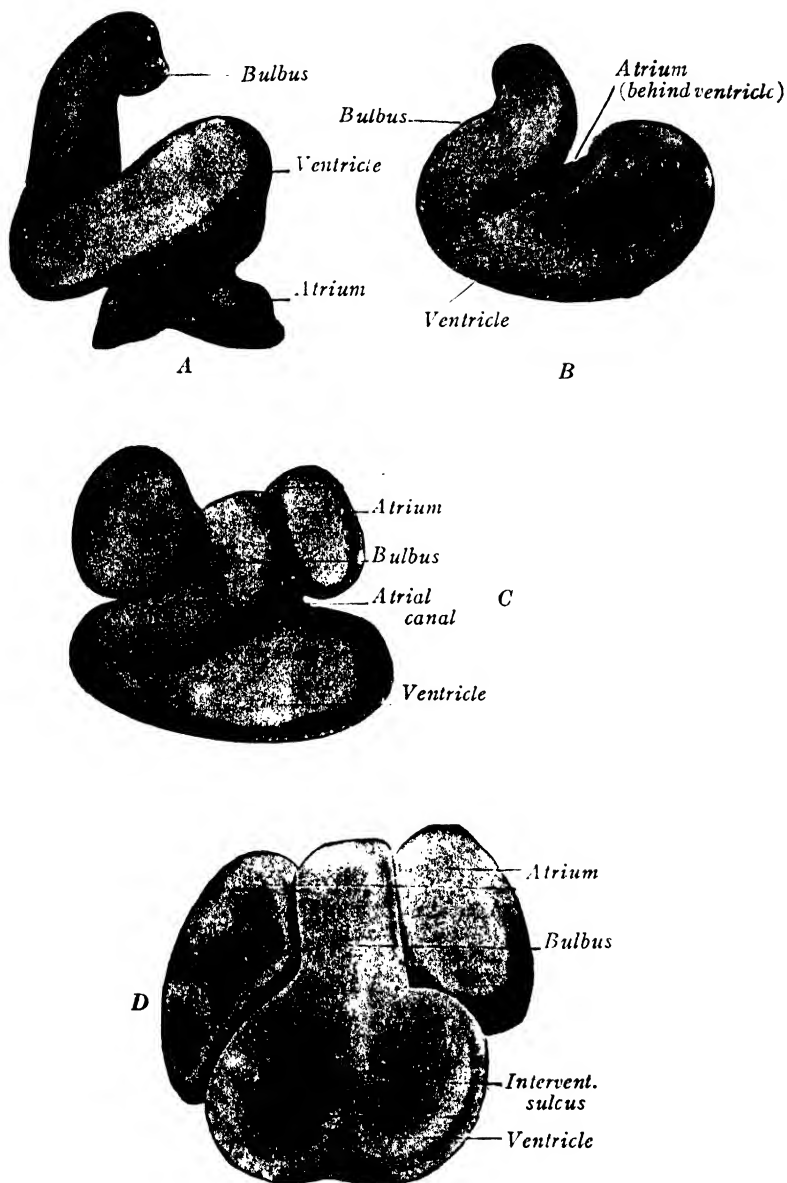 Bulbus
Ventricle
Atrium
A
Atrium
(behind ventricle)
Bulbus
Ventricle
B
Atrium
Bulbus
Atrial
canal
C
Ventricle
Atrium
Bulbus
D
Intervent.
sulcus
Ventricle